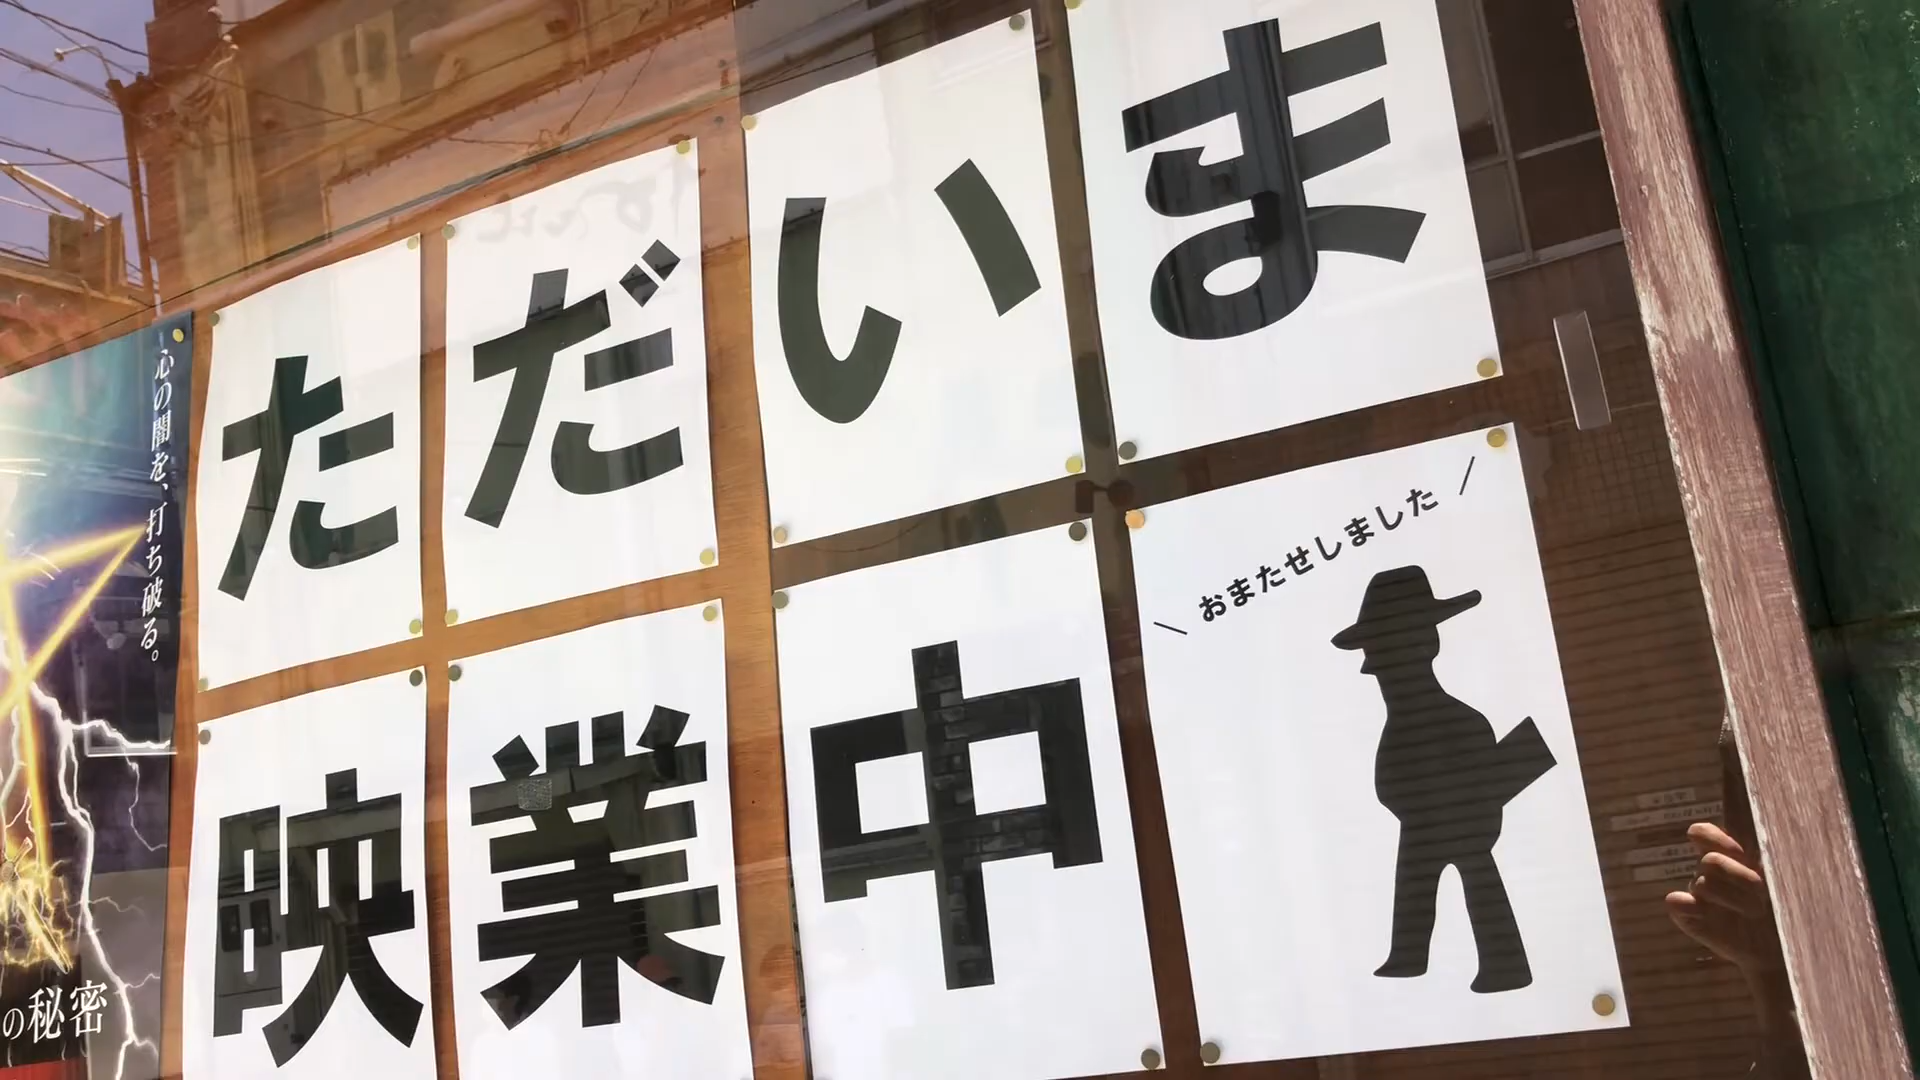 ただいま
映業中
おまたせしました
心の闇を、打ち破る。
の秘密